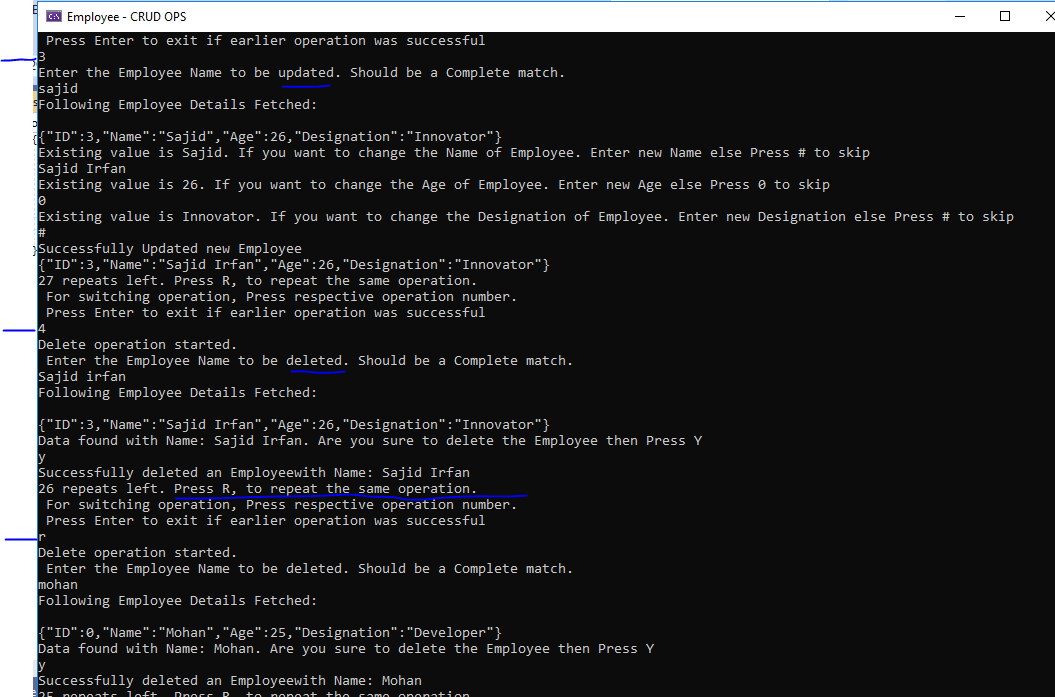 Employee - CRUD OPS
Press Enter to exit if earlier operation was successful
3
Enter the Employee Name to be updated. Should be a Complete match.
sajid
Following Employee Details Fetched:
{"ID":3,"Name":"Sajid","Age":26,"Designation":"Innovator"}
Existing value is Sajid. If you want to change the Name of Employee. Enter new Name else Press # to skip
Sajid Irfan
Existing value is 26. If you want to change the Age of Employee. Enter new Age else Press 0 to skip
0
Existing value is Innovator. If you want to change the Designation of Employee. Enter new Designation else Press # to skip
#
Successfully Updated new Employee
{"ID":3,"Name":"Sajid Irfan","Age":26,"Designation":"Innovator"}
27 repeats left. Press R, to repeat the same operation.
For switching operation, Press respective operation number.
Press Enter to exit if earlier operation was successful
4
Delete operation started.
Enter the Employee Name to be deleted. Should be a Complete match.
Sajid irfan
Following Employee Details Fetched:
{"ID":3,"Name":"Sajid Irfan","Age":26,"Designation":"Innovator"}
Data found with Name: Sajid Irfan. Are you sure to delete the Employee then Press Y
y
Successfully deleted an Employeewith Name: Sajid Irfan
26 repeats left. Press R, to repeat the same operation.
For switching operation, Press respective operation number.
Press Enter to exit if earlier operation was successful
r
Delete operation started.
Enter the Employee Name to be deleted. Should be a Complete match.
mohan
Following Employee Details Fetched:
{"ID":0,"Name":"Mohan","Age":25,"Designation":"Developer"}
Data found with Name: Mohan. Are you sure to delete the Employee then Press Y
y
Successfully deleted an Employeewith Name: Mohan
25 repeats left. Press R, to repeat the same operation.